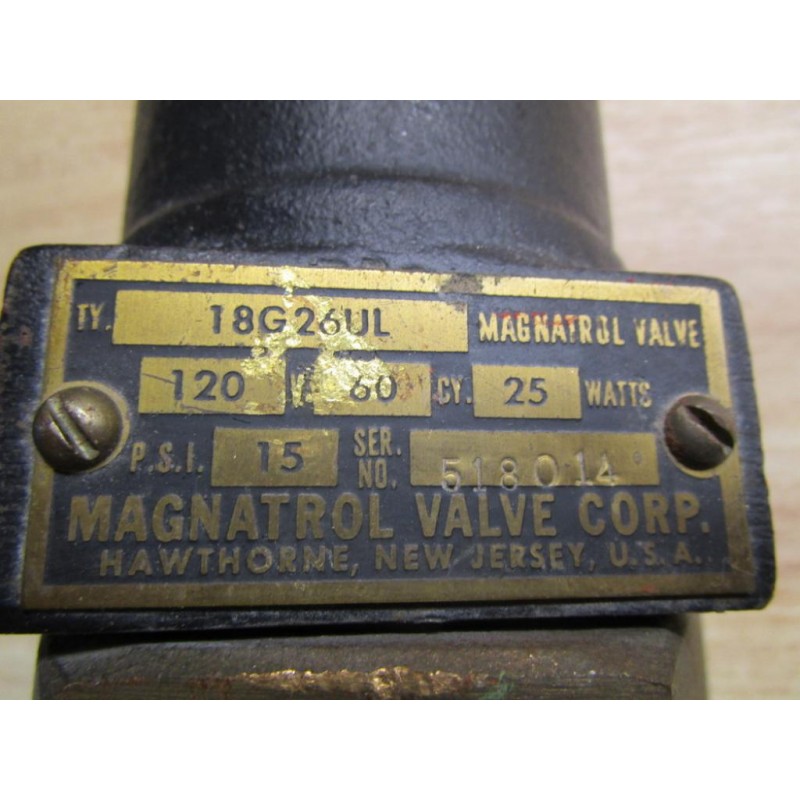 TY. 18G26UL MAGNATROL VALVE
120 V. 60 CY. 25 WATTS
P.S.I. 15 SER. NO. 518014
MAGNATROL VALVE CORP.
HAWTHORNE, NEW JERSEY, U.S.A.